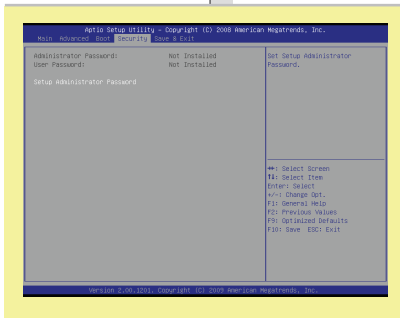 Aptio Setup Utility – Copyright (C) 2008 American Megatrends, Inc.
Main Advanced Boot Security Save & Exit
Administrator Password: Not Installed
User Password: Not Installed
Setup Administrator Password
Set Setup Administrator
Password.
↔: Select Screen
↑↓: Select Item
Enter: Select
+/-: Change Opt.
F1: General Help
F2: Previous Values
F9: Optimized Defaults
F10: Save ESC: Exit
Version 2.00.1201. Copyright (C) 2009 American Megatrends, Inc.